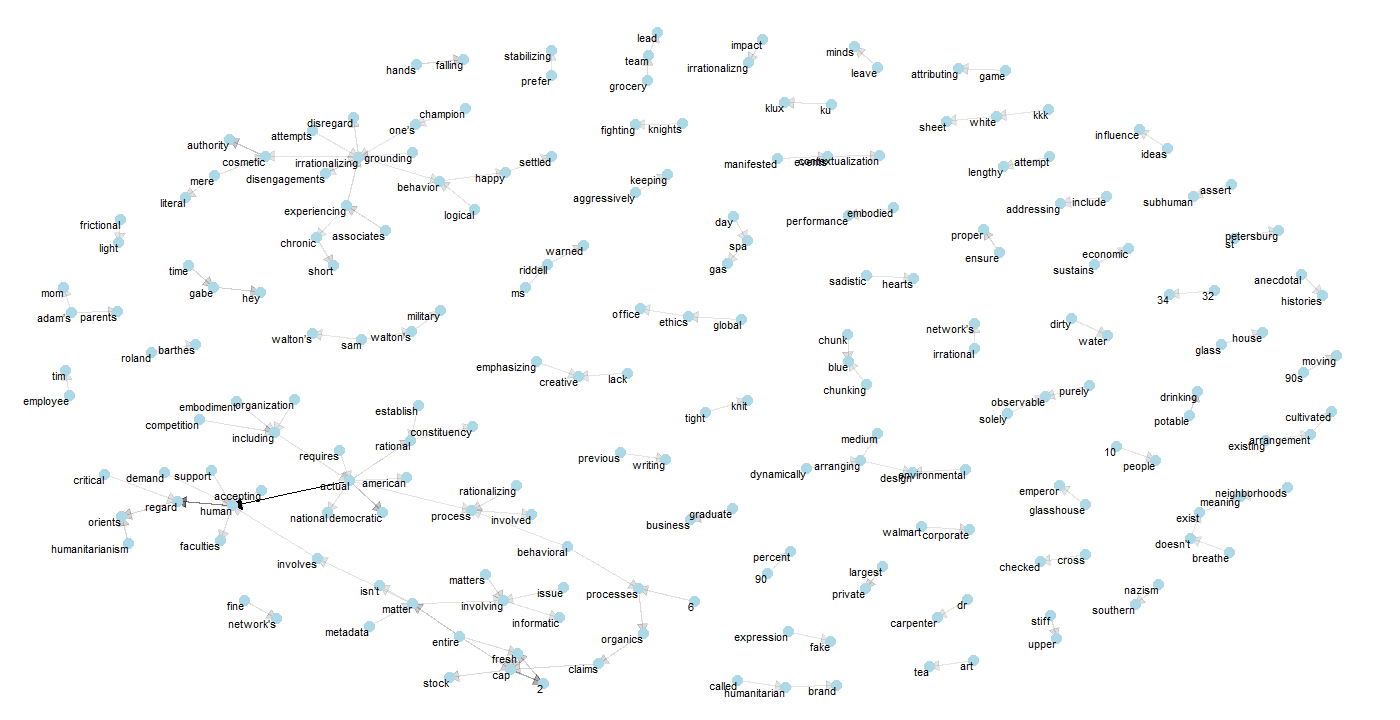 lead
impact
minds
stabilizing
team
hands
falling
irrationalizng
leave
attributing
game
prefer
grocery
klux
ku
kkk
champion
disregard
one's
fighting
knights
sheet
white
attempts
influence
authority
cosmetic
irrationalizing
grounding
settled
manifested
events
contextualization
attempt
ideas
lengthy
mere
disengagements
behavior
happy
keeping
assert
literal
aggressively
addressing
include
subhuman
experiencing
logical
performance
embodied
frictional
day
proper
petersburg
associates
light
chronic
spa
st
warned
economic
ensure
short
riddell
gas
sustains
time
sadistic
hearts
anecdotal
mom
gabe
hey
ms
34
32
histories
adam's
parents
military
office
ethics
global
network's
dirty
walton's
sam
walton's
chunk
water
house
roland
barthes
irrational
glass
tim
emphasizing
creative
lack
blue
moving
90s
chunking
purely
employee
embodiment
organization
establish
tight
knit
observable
drinking
competition
solely
potable
cultivated
including
rational
constituency
medium
existing
arrangement
requires
previous
writing
dynamically
arranging
design
environmental
10
people
critical
demand
support
actual
american
rationalizing
emperor
neighborhoods
regard
accepting
human
glasshouse
meaning
orients
national
democratic
process
involved
business
graduate
exist
walmart
corporate
humanitarianism
faculties
behavioral
doesn't
breathe
involves
percent
checked
cross
90
largest
isn't
matters
issue
processes
private
nazism
fine
matter
involving
6
dr
southern
network's
metadata
informatic
carpenter
stiff
entire
organics
expression
fake
upper
fresh
claims
tea
art
stock
cap
2
called
humanitarian
brand